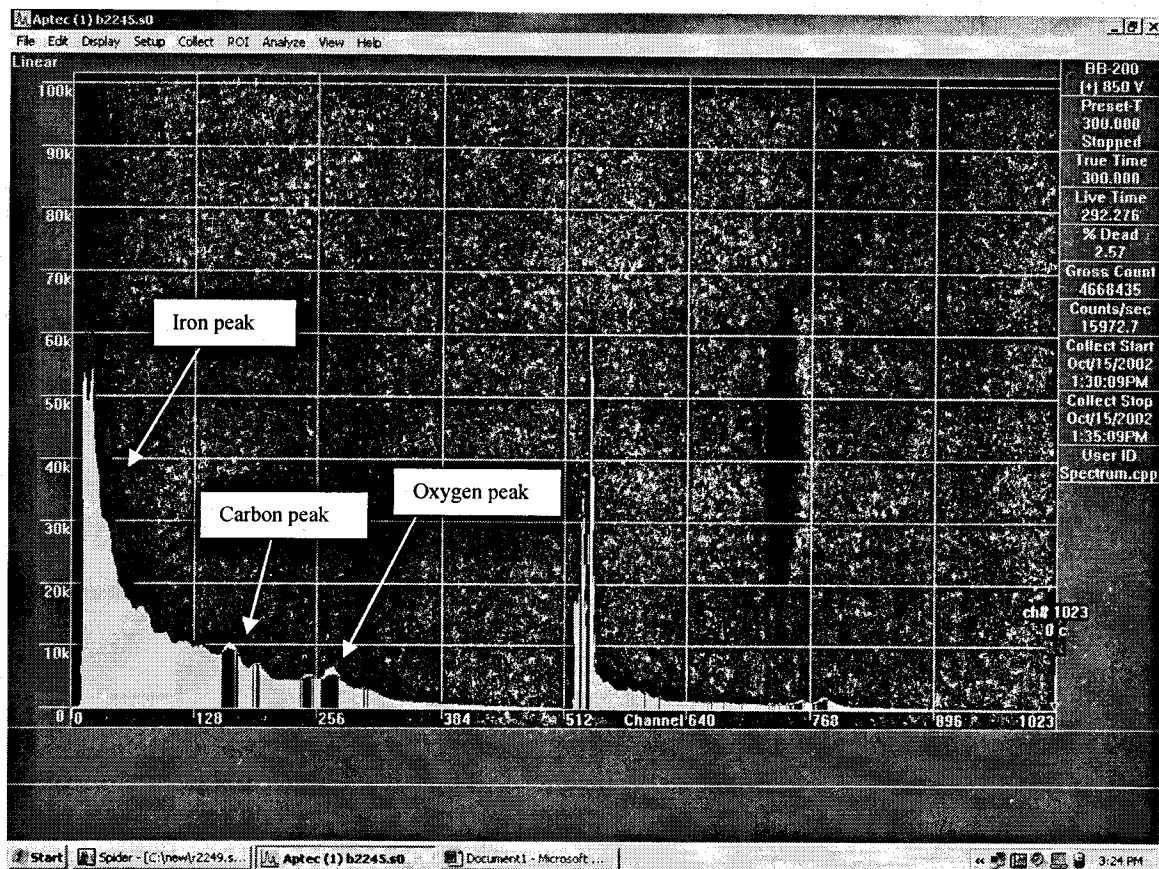 Aptec (1) b2245.s0
File Edit Display Setup Collect ROI Analyze View Help
Linear
100k
90k
80k
70k
60k
50k
40k
30k
20k
10k
0
0 128 256 384 512 Channel 640 768 896 1023
Iron peak
Carbon peak
Oxygen peak
ch# 1023
0 c
BB-200
[+] 850 V
Preset-T
300.000
Stopped
True Time
300.000
Live Time
292.276
% Dead
2.57
Gross Count
4668435
Counts/sec
15972.7
Collect Start
Oct/15/2002
1:30:09PM
Collect Stop
Oct/15/2002
1:35:09PM
User ID
Spectrum.cpp
Start Spider - [C:\new\r2249.s... Aptec (1) b2245.s0 Document1 - Microsoft ... « 3:24 PM